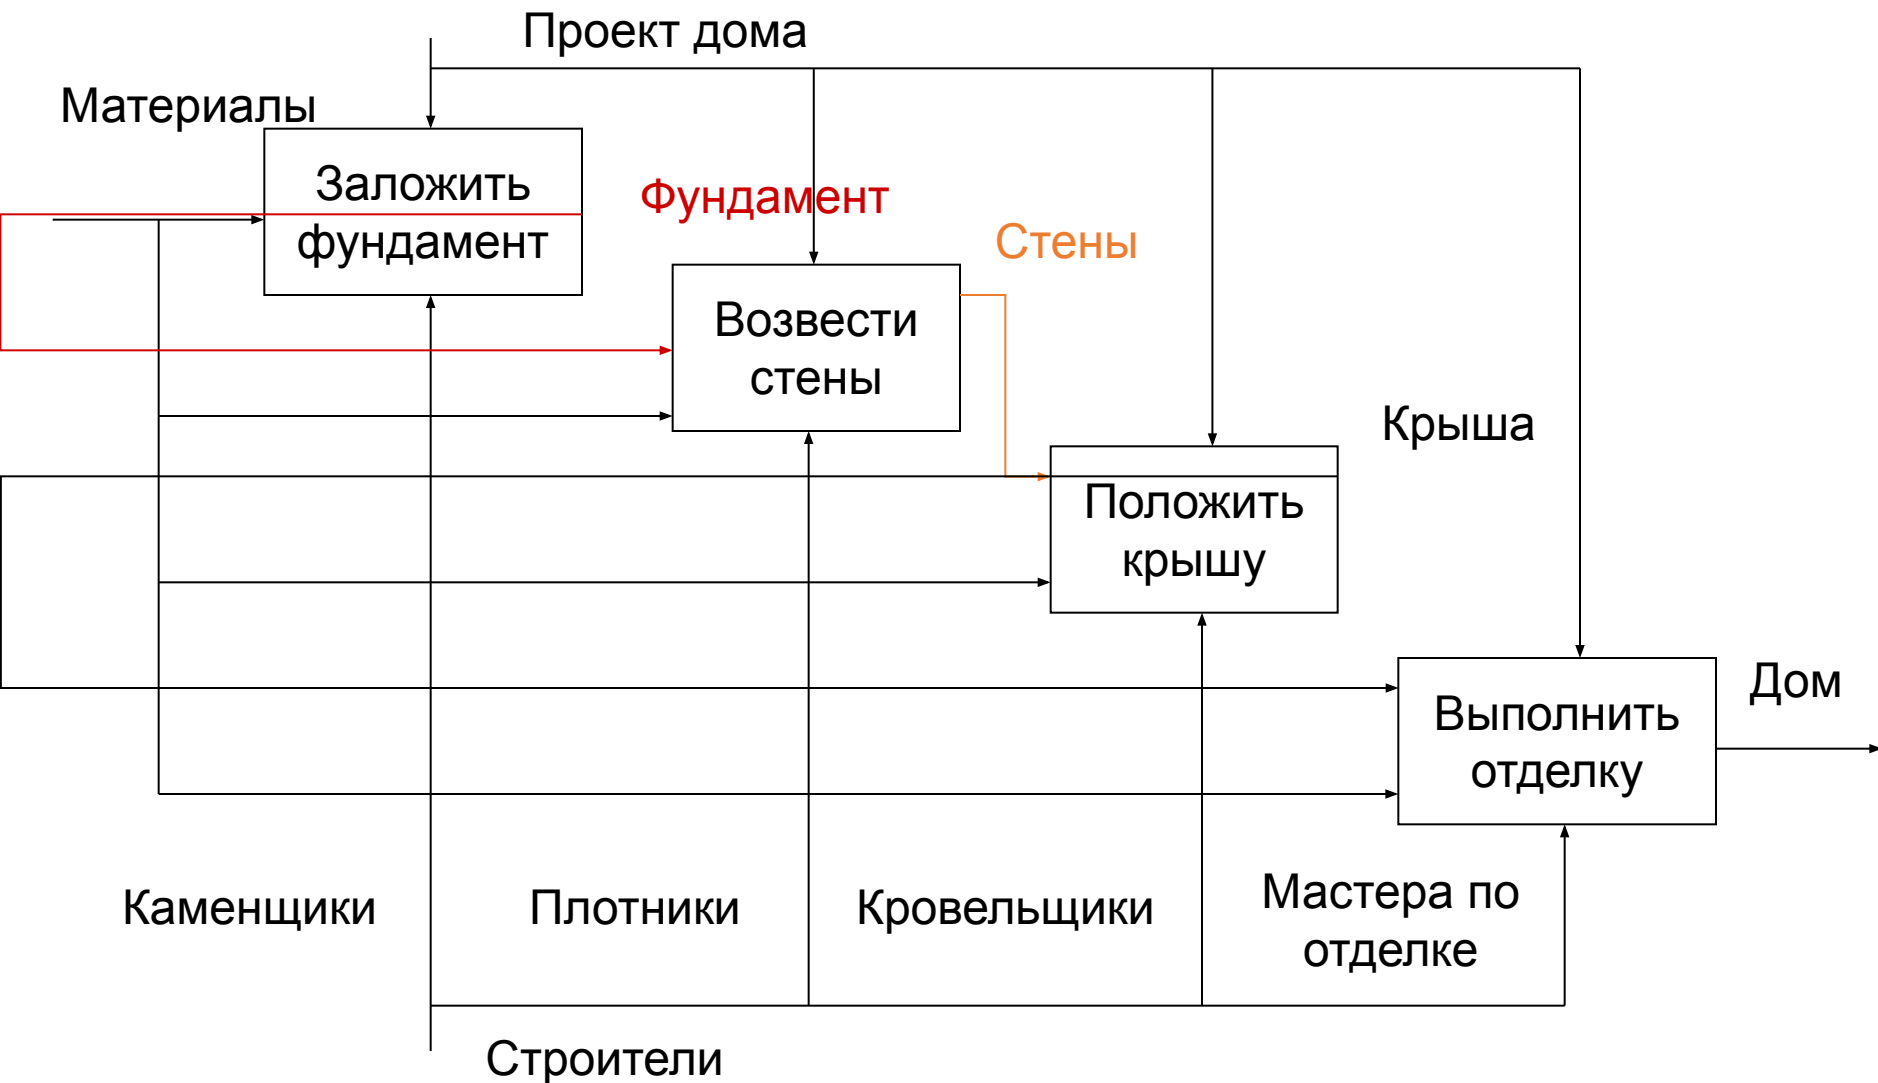 Проект дома
Материалы
Заложить
фундамент
Фундамент
Стены
Возвести
стены
Крыша
Положить
крышу
Выполнить
отделку
Дом
Каменщики
Плотники
Кровельщики
Мастера по
отделке
Строители